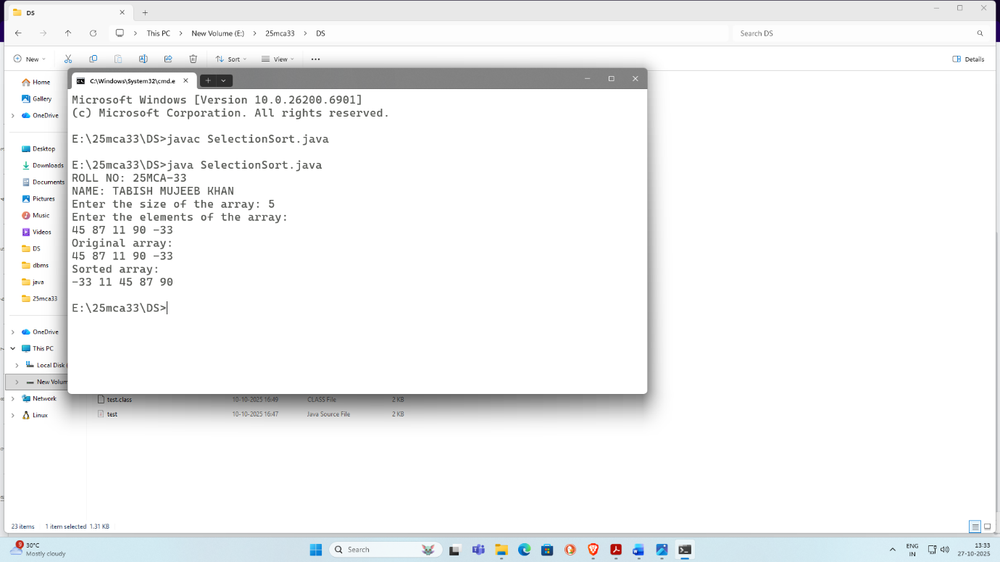 DS
This PC
New Volume (E:)
25mca33
DS
Search DS
New
Sort
View
Details
Home
Gallery
OneDrive
Desktop
Downloads
Documents
Pictures
Music
Videos
DS
dbms
java
25mca33
OneDrive
This PC
Local Disk (
New Volum
Network
Linux
C:\Windows\System32\cmd.e
Microsoft Windows [Version 10.0.26200.6901]
(c) Microsoft Corporation. All rights reserved.
E:\25mca33\DS>javac SelectionSort.java
E:\25mca33\DS>java SelectionSort.java
ROLL NO: 25MCA-33
NAME: TABISH MUJEEB KHAN
Enter the size of the array: 5
Enter the elements of the array:
45 87 11 90 -33
Original array:
45 87 11 90 -33
Sorted array:
-33 11 45 87 90
E:\25mca33\DS>
test.class 10-10-2025 16:49 CLASS File 2 KB
test 10-10-2025 16:47 Java Source File 2 KB
23 items 1 item selected 1.31 KB
9
30°C
Mostly cloudy
Search
ENG
IN
13:33
27-10-2025